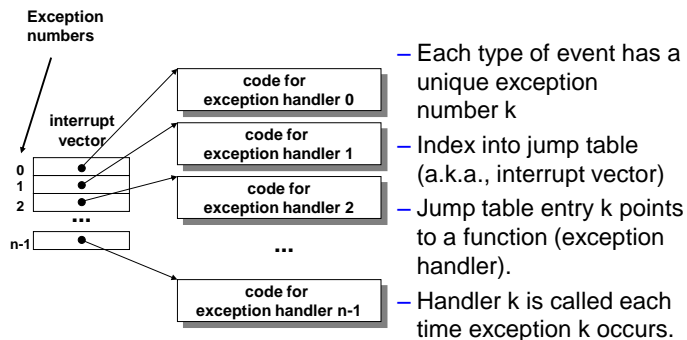 Exception
numbers
interrupt
vector
0
1
2
...
n-1
code for
exception handler 0
code for
exception handler 1
code for
exception handler 2
...
code for
exception handler n-1
– Each type of event has a
unique exception
number k
– Index into jump table
(a.k.a., interrupt vector)
– Jump table entry k points
to a function (exception
handler).
– Handler k is called each
time exception k occurs.